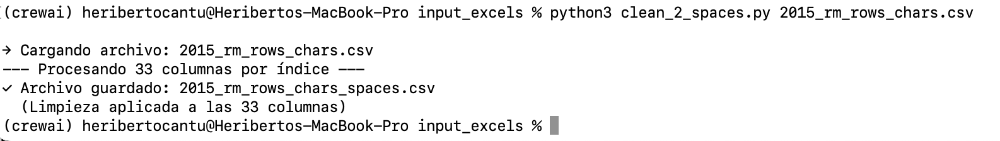 (crewai) heribertocantu@Heribertos-MacBook-Pro input_excels % python3 clean_2_spaces.py 2015_rm_rows_chars.csv
→ Cargando archivo: 2015_rm_rows_chars.csv
--- Procesando 33 columnas por índice ---
✓ Archivo guardado: 2015_rm_rows_chars_spaces.csv
(Limpieza aplicada a las 33 columnas)
(crewai) heribertocantu@Heribertos-MacBook-Pro input_excels %